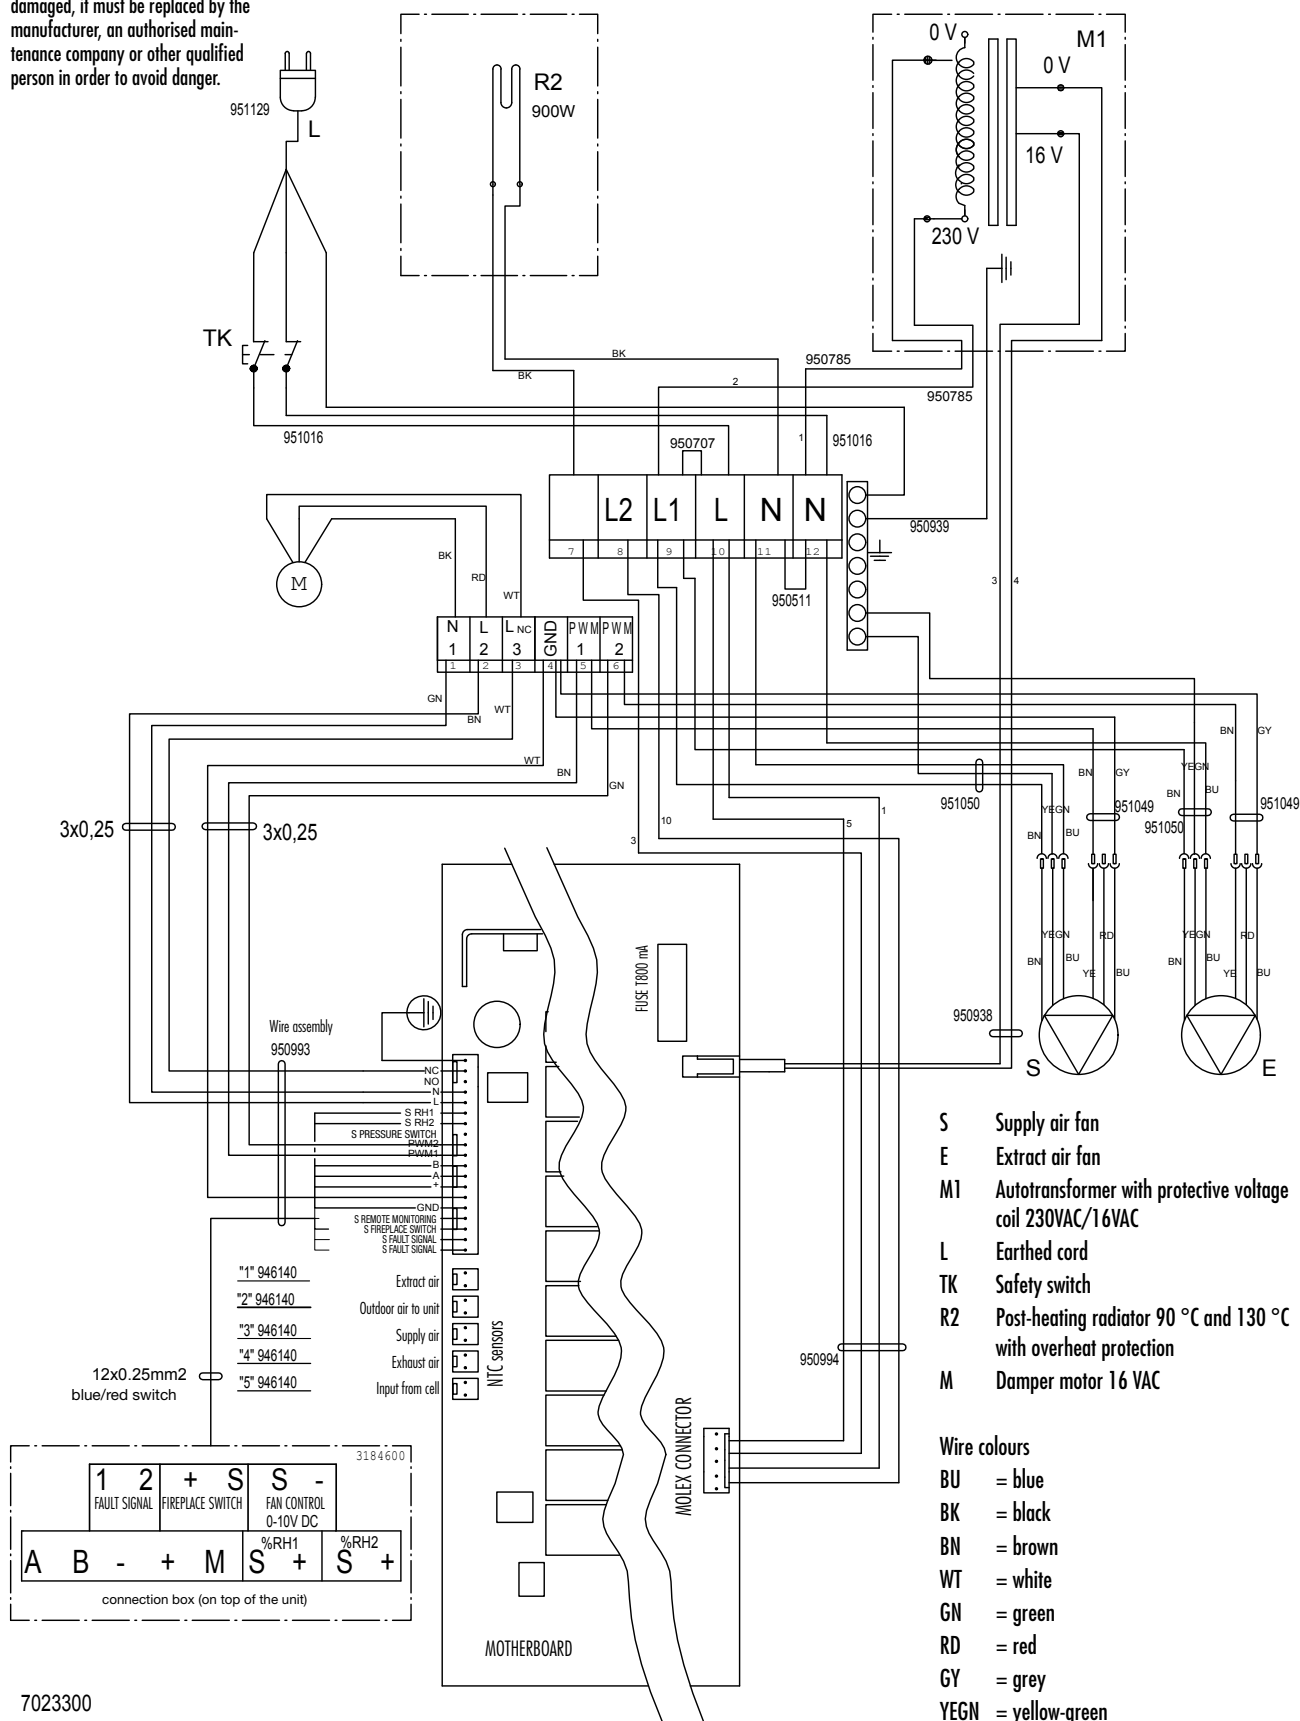 damaged, it must be replaced by the
manufacturer, an authorised main-
tenance company or other qualified
person in order to avoid danger.
951129
L
R2
900W
M1
0 V
0 V
16 V
230 V
TK
BK
BK
950785
2
950785
951016
950707
1
951016
L2 L1 L N N
7 8 9 10 11 12
950939
950511
3 4
M
BK
RD
WT
N L L NC GND PWM PWM
1 2 3 1 2
1 2 3 4 5 6
GN
BN
WT
WT
BN
GN
3x0,25
3x0,25
10
3
5
1
951050
BN
GY
YEGN
BN
BU
951049
BN
GY
YEGN
BN
BU
951050
951049
YEGN
RD
BN
BU
YE
BU
YEGN
RD
BN
BU
YE
BU
950938
S
E
FUSE T800 mA
Wire assembly
950993
NC
NO
N
L
S RH1
S RH2
S PRESSURE SWITCH
PWM2
PWM1
B
A
+
GND
S REMOTE MONITORING
S FIREPLACE SWITCH
S FAULT SIGNAL
S FAULT SIGNAL
"1" 946140
"2" 946140
"3" 946140
"4" 946140
"5" 946140
Extract air
Outdoor air to unit
Supply air
Exhaust air
Input from cell
NTC sensors
12x0.25mm2
blue/red switch
950994
MOLEX CONNECTOR
MOTHERBOARD
3184600
1 2 + S S -
FAULT SIGNAL FIREPLACE SWITCH FAN CONTROL
0-10V DC
%RH1 %RH2
A B - + M S + S +
connection box (on top of the unit)
7023300
S Supply air fan
E Extract air fan
M1 Autotransformer with protective voltage
coil 230VAC/16VAC
L Earthed cord
TK Safety switch
R2 Post-heating radiator 90 °C and 130 °C
with overheat protection
M Damper motor 16 VAC
Wire colours
BU = blue
BK = black
BN = brown
WT = white
GN = green
RD = red
GY = grey
YEGN = yellow-green